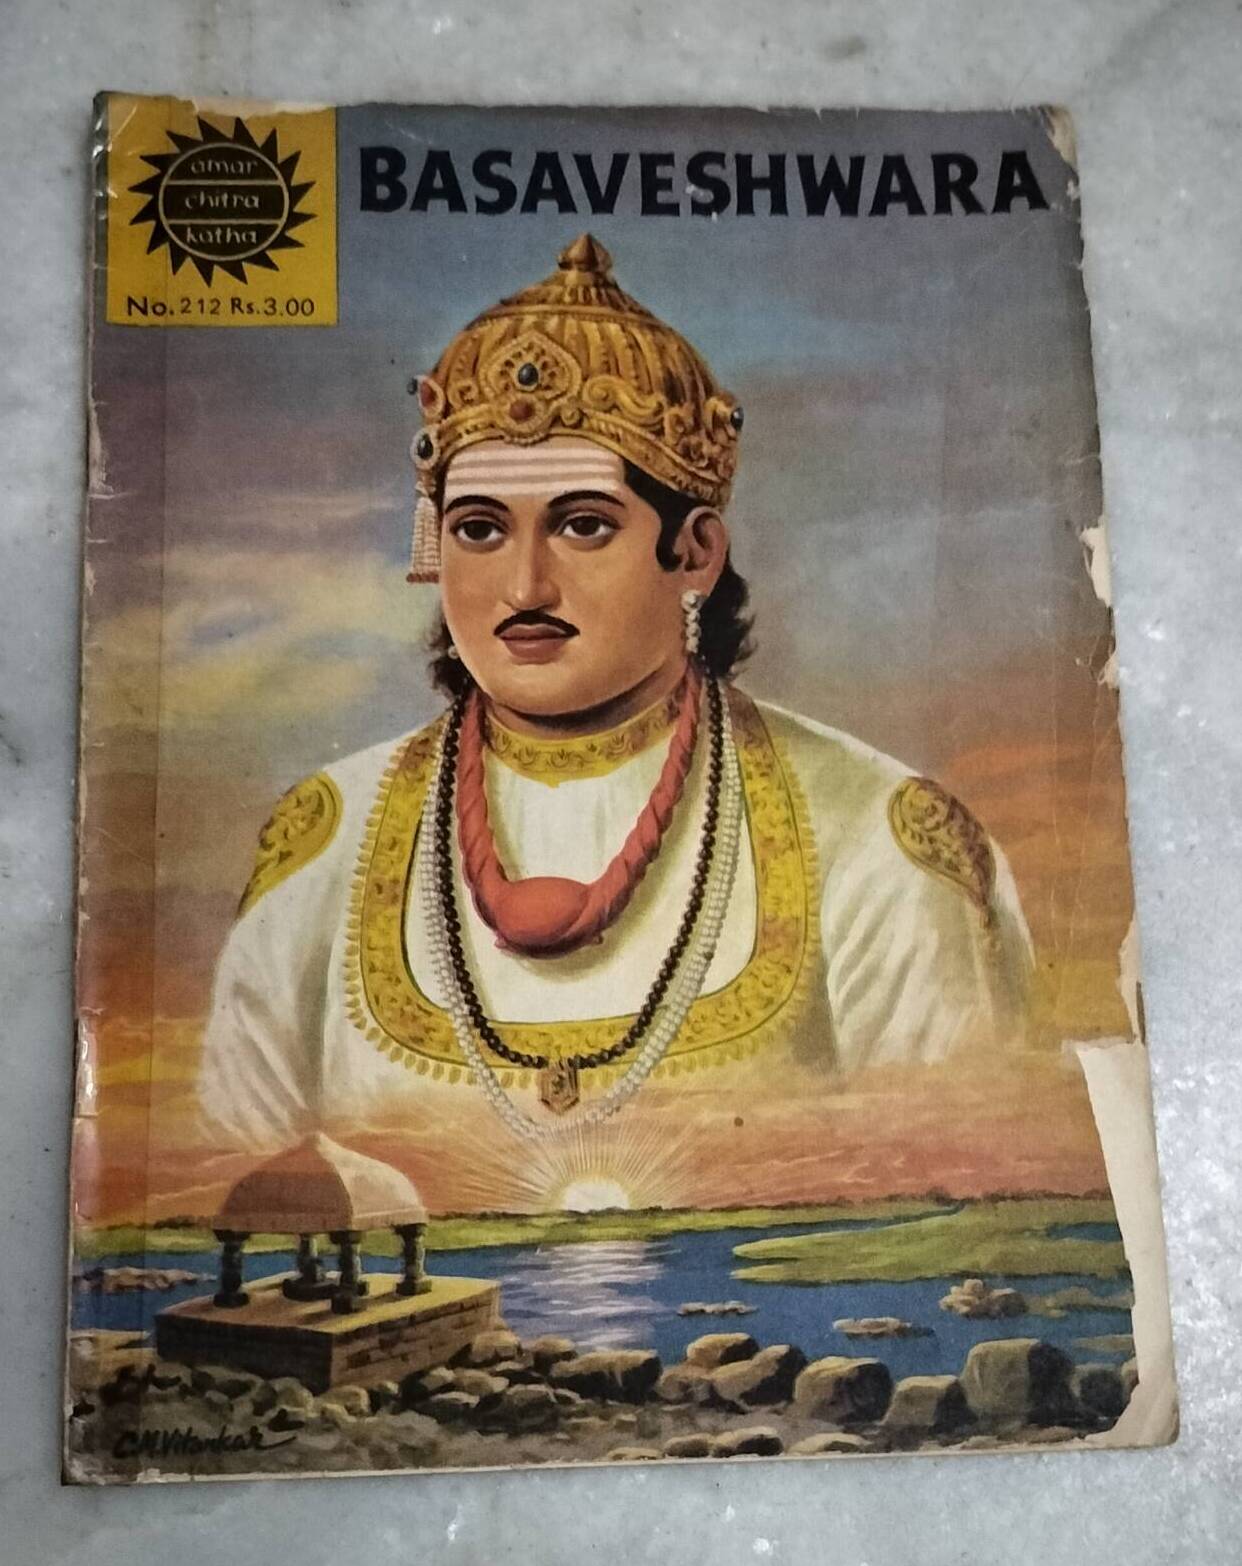 amar
chitra
katha
No. 212 Rs. 3.00
BASAVESHWARA
C.M.Vitankar